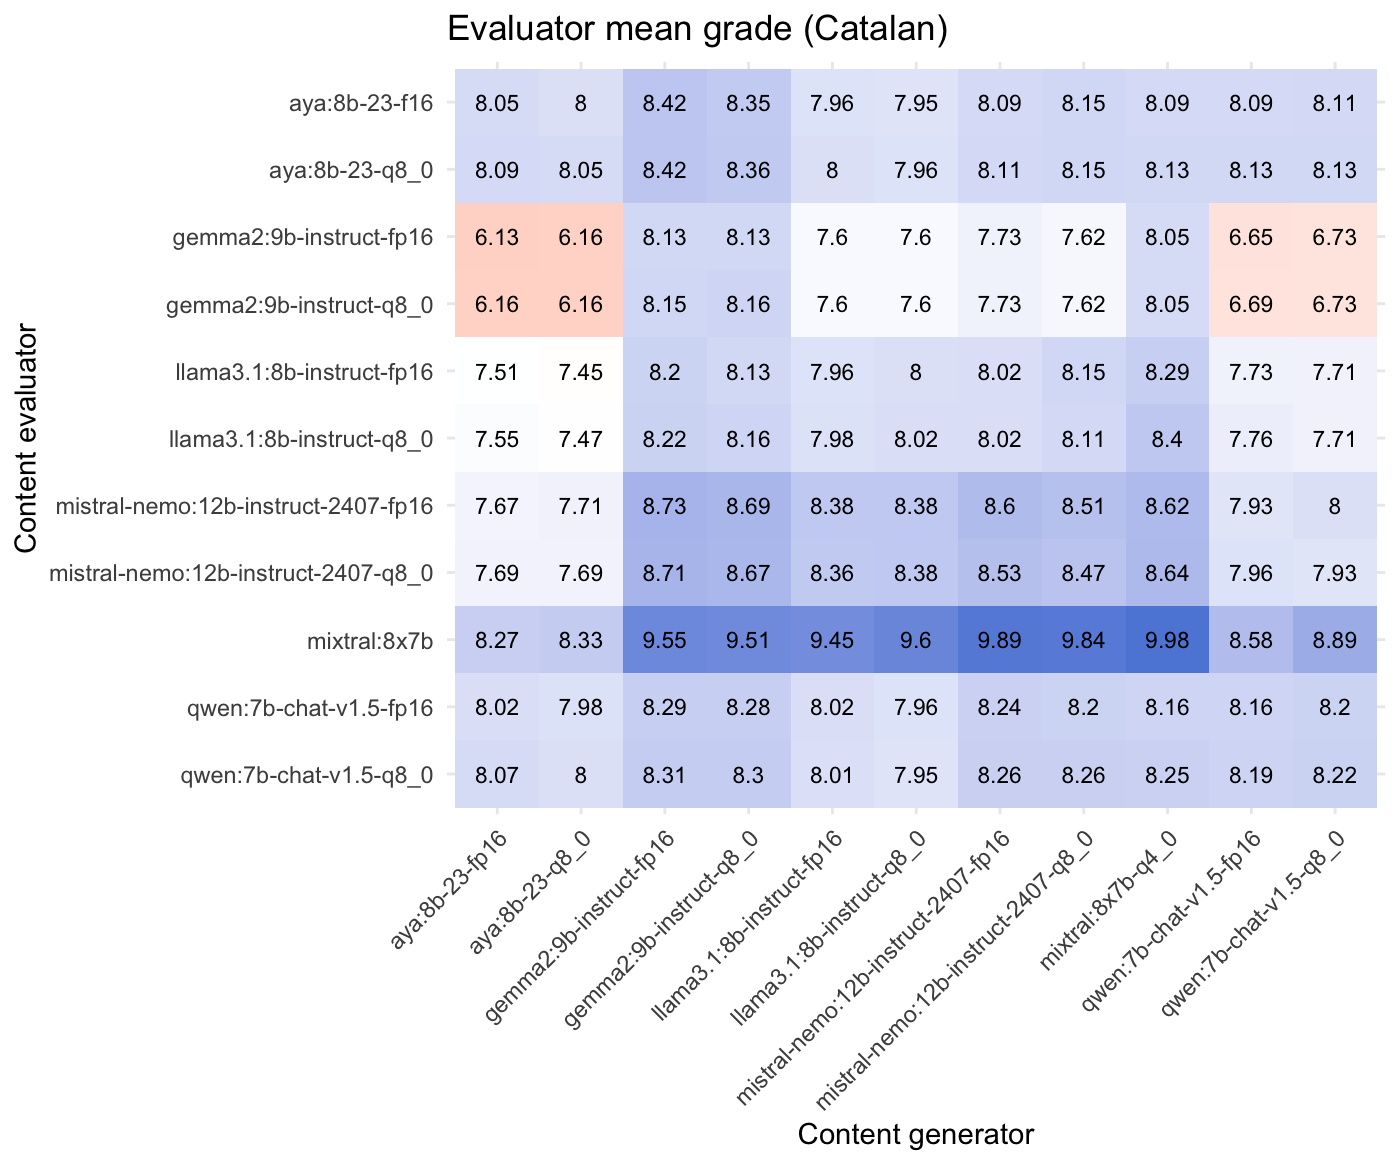 Evaluator mean grade (Catalan)
Content evaluator
aya:8b-23-f16 8.05 8 8.42 8.35 7.96 7.95 8.09 8.15 8.09 8.09 8.11
aya:8b-23-q8_0 8.09 8.05 8.42 8.36 8 7.96 8.11 8.15 8.13 8.13 8.13
gemma2:9b-instruct-fp16 6.13 6.16 8.13 8.13 7.6 7.6 7.73 7.62 8.05 6.65 6.73
gemma2:9b-instruct-q8_0 6.16 6.16 8.15 8.16 7.6 7.6 7.73 7.62 8.05 6.69 6.73
llama3.1:8b-instruct-fp16 7.51 7.45 8.2 8.13 7.96 8 8.02 8.15 8.29 7.73 7.71
llama3.1:8b-instruct-q8_0 7.55 7.47 8.22 8.16 7.98 8.02 8.02 8.11 8.4 7.76 7.71
mistral-nemo:12b-instruct-2407-fp16 7.67 7.71 8.73 8.69 8.38 8.38 8.6 8.51 8.62 7.93 8
mistral-nemo:12b-instruct-2407-q8_0 7.69 7.69 8.71 8.67 8.36 8.38 8.53 8.47 8.64 7.96 7.93
mixtral:8x7b 8.27 8.33 9.55 9.51 9.45 9.6 9.89 9.84 9.98 8.58 8.89
qwen:7b-chat-v1.5-fp16 8.02 7.98 8.29 8.28 8.02 7.96 8.24 8.2 8.16 8.16 8.2
qwen:7b-chat-v1.5-q8_0 8.07 8 8.31 8.3 8.01 7.95 8.26 8.26 8.25 8.19 8.22
aya:8b-23-fp16
aya:8b-23-q8_0
gemma2:9b-instruct-fp16
gemma2:9b-instruct-q8_0
llama3.1:8b-instruct-fp16
llama3.1:8b-instruct-q8_0
mistral-nemo:12b-instruct-2407-fp16
mistral-nemo:12b-instruct-2407-q8_0
mixtral:8x7b-q4_0
qwen:7b-chat-v1.5-fp16
qwen:7b-chat-v1.5-q8_0
Content generator